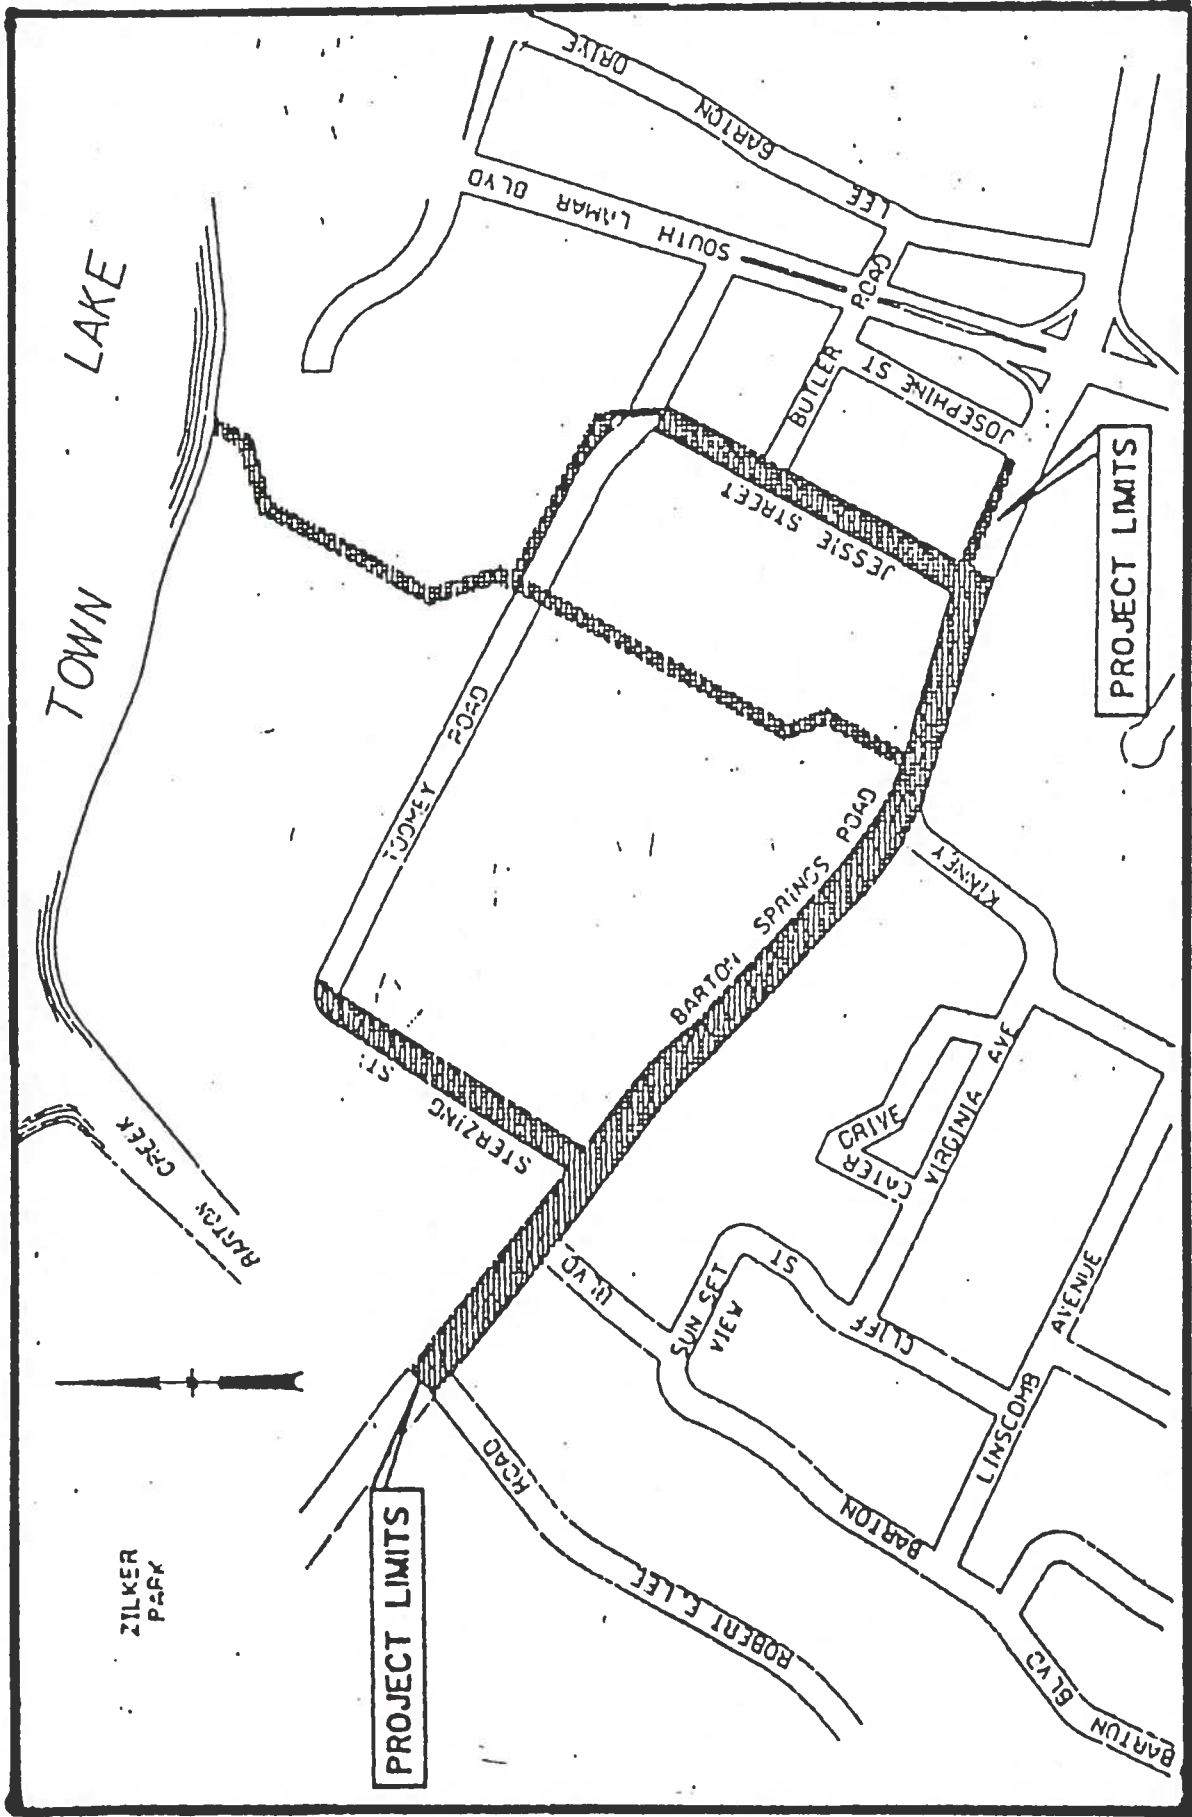 TOWN LAKE
BARTON CREEK
ZILKER
PARK
PROJECT LIMITS
ROBERT E. LEE ROAD
STERZING ST.
TOOMEY ROAD
BARTON SPRINGS ROAD
JESSIE STREET
BUTLER ROAD
JOSEPHINE ST
SOUTH LAMAR BLVD
LEE BARTON DRIVE
PROJECT LIMITS
KINNEY
VIRGINIA AVE
CATER DRIVE
CLIFF ST
SUN SET
VIEW
BLVD
BARTON
LINSCOMB AVENUE
BARTON BLVD